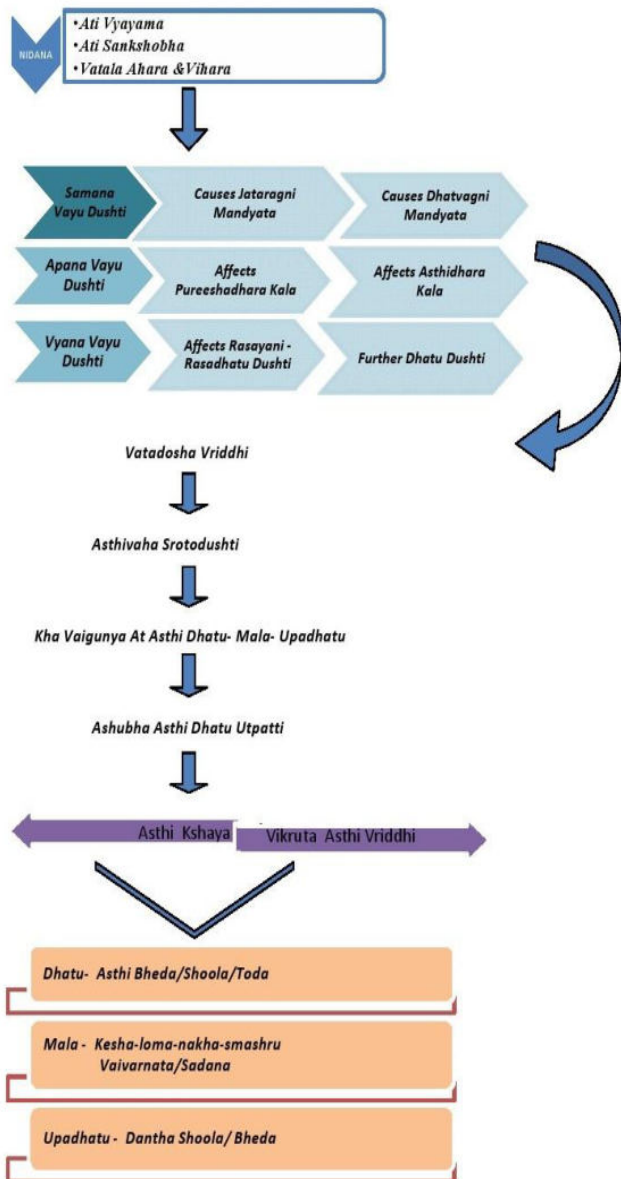 NIDANA
•Ati Vyayama
•Ati Sankshobha
•Vatala Ahara &Vihara
Samana
Vayu Dushti
Causes Jataragni
Mandyata
Causes Dhatvagni
Mandyata
Apana Vayu
Dushti
Affects
Pureeshadhara Kala
Affects Asthidhara
Kala
Vyana Vayu
Dushti
Affects Rasayani -
Rasadhatu Dushti
Further Dhatu Dushti
Vatadosha Vriddhi
Asthivaha Srotodushti
Kha Vaigunya At Asthi Dhatu- Mala- Upadhatu
Ashubha Asthi Dhatu Utpatti
Asthi Kshaya
Vikruta Asthi Vriddhi
Dhatu- Asthi Bheda/Shoola/Toda
Mala - Kesha-loma-nakha-smashru
Vaivarnata/Sadana
Upadhatu - Dantha Shoola/ Bheda